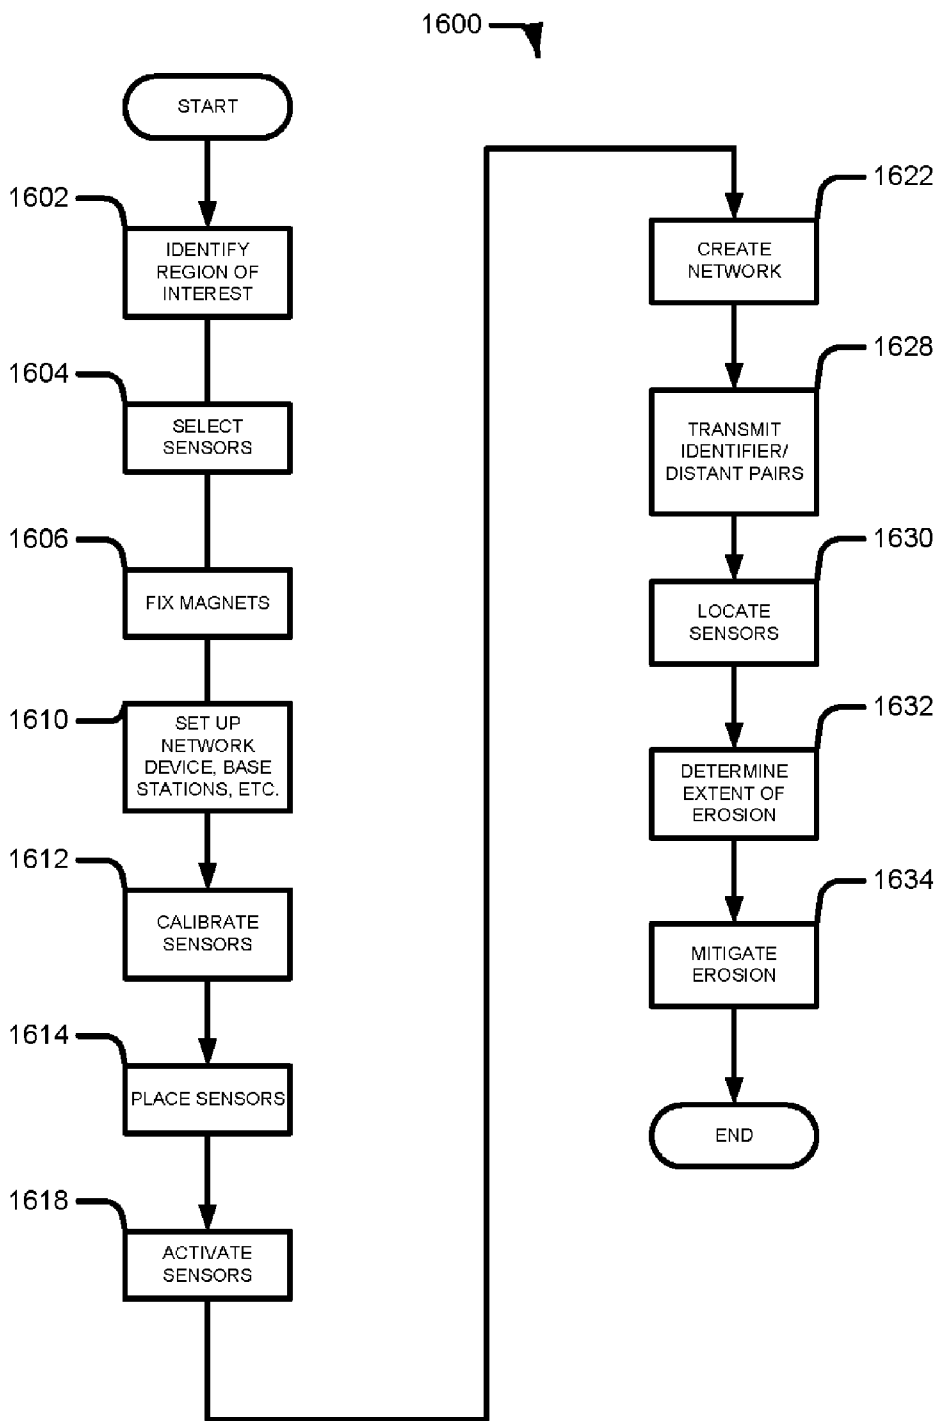 1600
START
1602
IDENTIFY
REGION OF
INTEREST
1604
SELECT
SENSORS
1606
FIX MAGNETS
1610
SET UP
NETWORK
DEVICE, BASE
STATIONS, ETC.
1612
CALIBRATE
SENSORS
1614
PLACE SENSORS
1618
ACTIVATE
SENSORS
1622
CREATE
NETWORK
1628
TRANSMIT
IDENTIFIER/
DISTANT PAIRS
1630
LOCATE
SENSORS
1632
DETERMINE
EXTENT OF
EROSION
1634
MITIGATE
EROSION
END